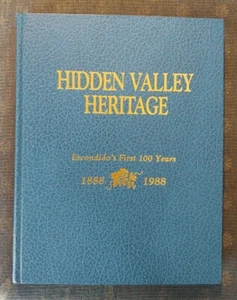 HIDDEN VALLEY
HERITAGE
Escondido's First 100 Years
1888 1988